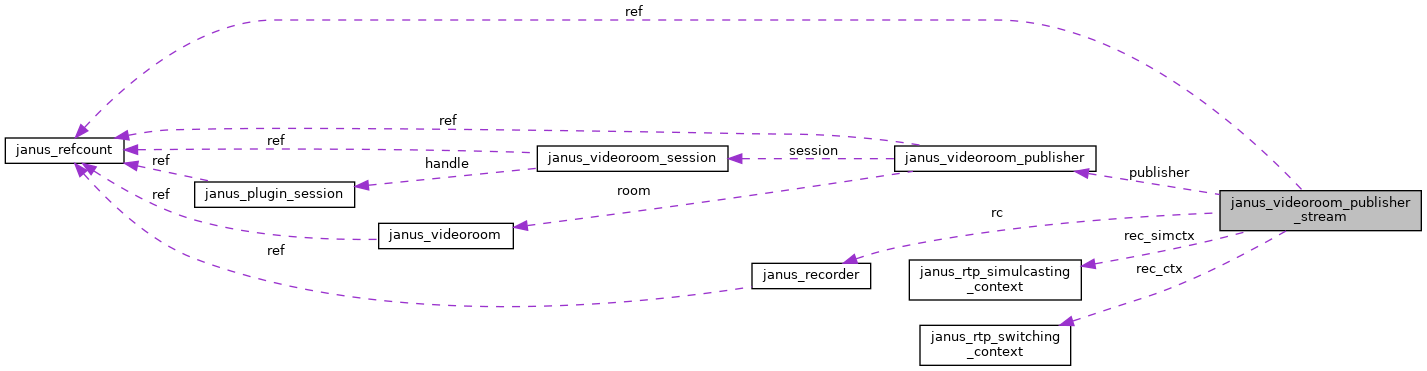 ref
ref
janus_refcount
ref
ref
handle
janus_videoroom_session
session
janus_videoroom_publisher
publisher
janus_plugin_session
ref
room
janus_videoroom_publisher
_stream
rc
janus_videoroom
rec_simctx
ref
janus_recorder
janus_rtp_simulcasting
_context
rec_ctx
janus_rtp_switching
_context